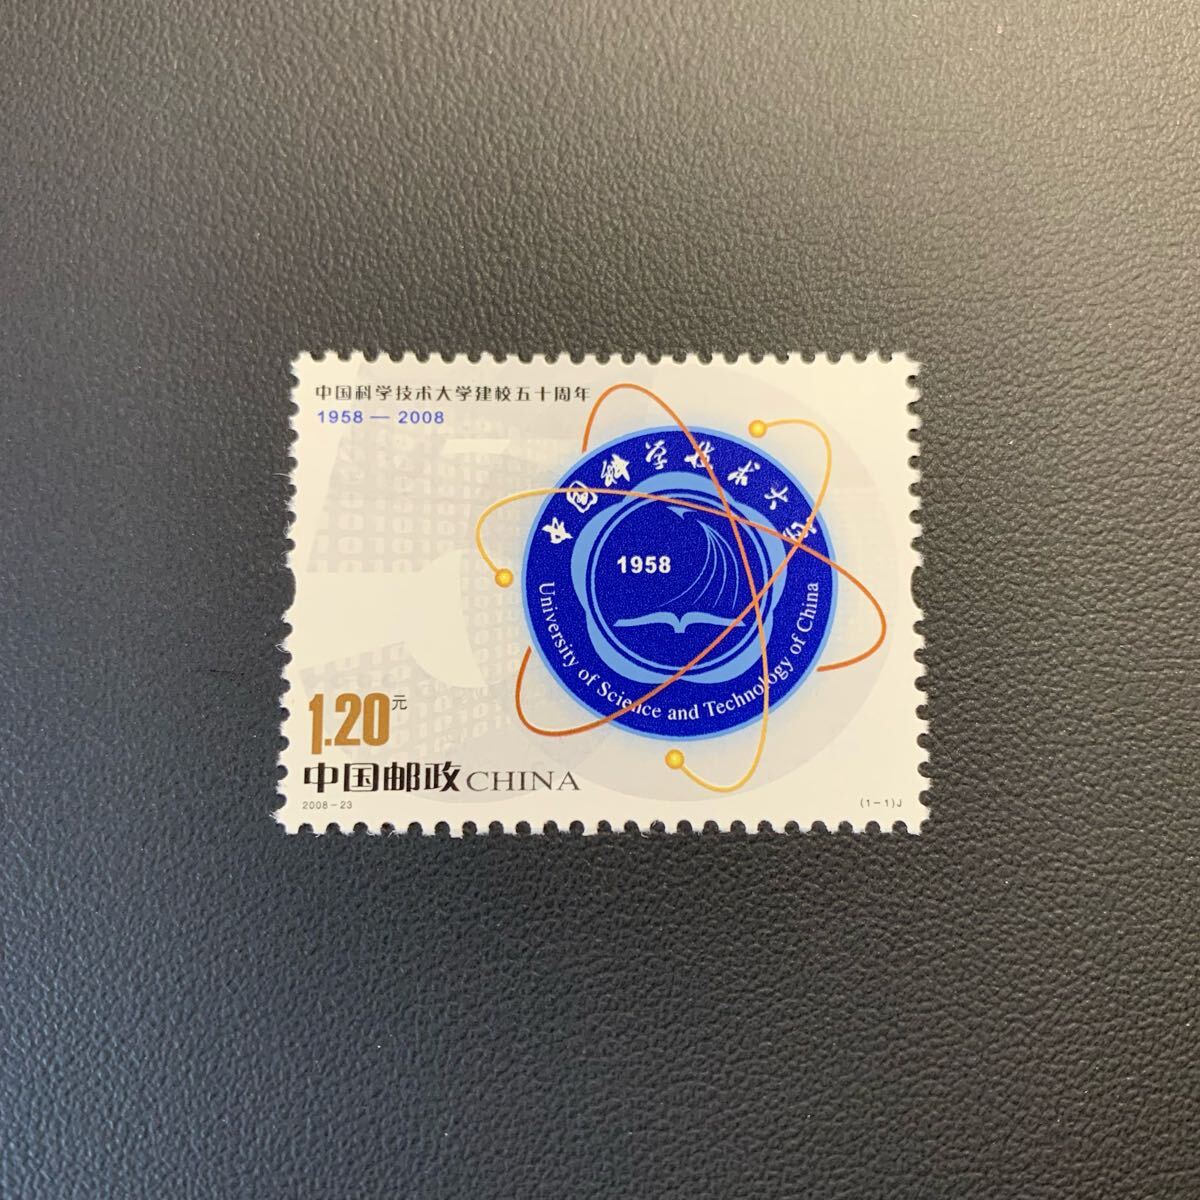 中国科学技术大学建校五十周年
1958—2008
中国科学技术大学
1958
University of Science and Technology of China
1.20元
中国邮政CHINA
2008-23
(1-1)J